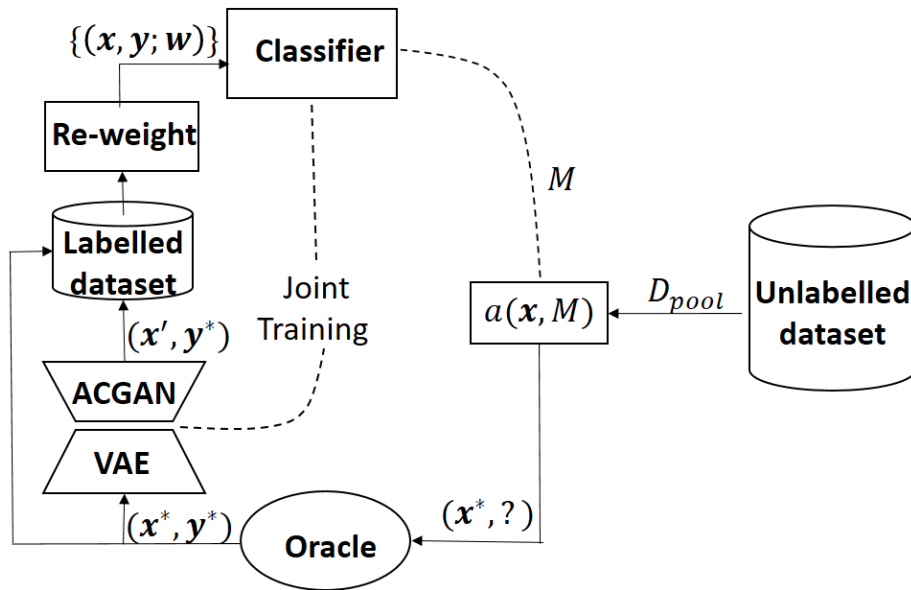 {(𝒙, 𝒚; 𝒘)}
Classifier
Re-weight
M
Labelled
dataset
Joint
Training
a(𝒙, M)
D_pool
Unlabelled
dataset
(𝒙′, 𝒚*)
ACGAN
VAE
(𝒙*, 𝒚*)
Oracle
(𝒙*, ?)